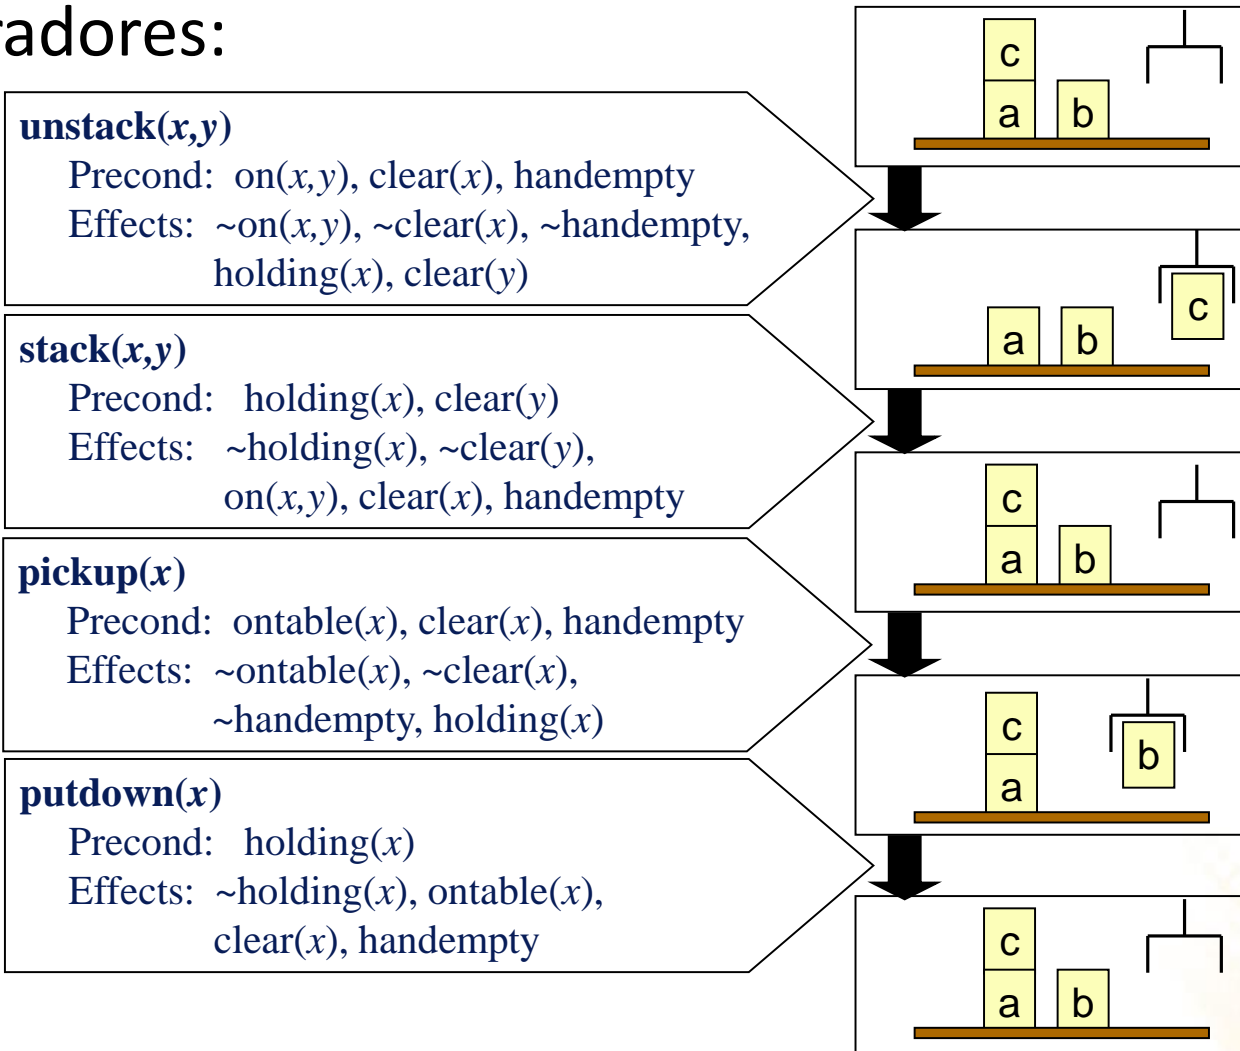 radores:
unstack(x,y)
Precond: on(x,y), clear(x), handempty
Effects: ~on(x,y), ~clear(x), ~handempty,
holding(x), clear(y)
stack(x,y)
Precond: holding(x), clear(y)
Effects: ~holding(x), ~clear(y),
on(x,y), clear(x), handempty
pickup(x)
Precond: ontable(x), clear(x), handempty
Effects: ~ontable(x), ~clear(x),
~handempty, holding(x)
putdown(x)
Precond: holding(x)
Effects: ~holding(x), ontable(x),
clear(x), handempty
c
a b
c
a b
c
a b
c
b
a
c
a b